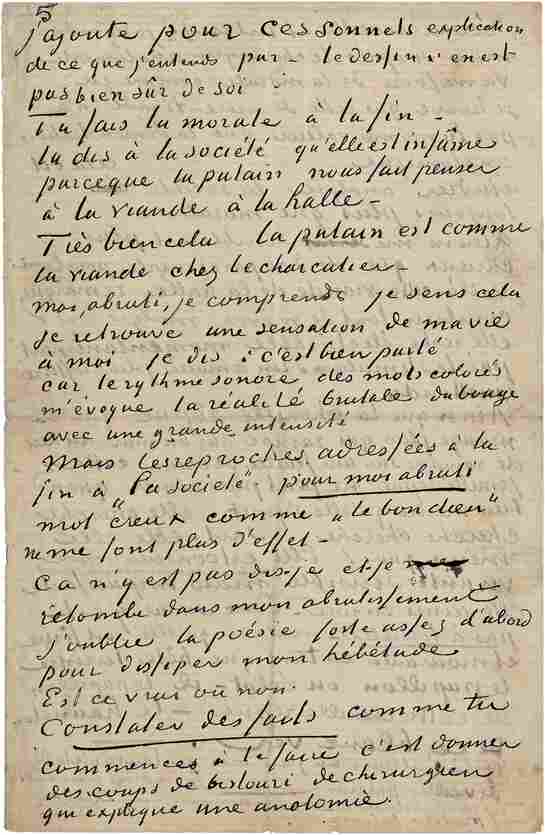 5
J'ajoute pour ces sonnets explication
de ce que j'entends par – le dessin n'en est
pas bien sûr de soi
Tu fais la morale à la fin –
tu dis à la société qu'elle est infâme
parceque la putain nous fait penser
à la viande à la halle –
Très bien cela la putain est comme
la viande chez le charcutier –
moi, abruti, je comprends je sens cela
je retrouve une sensation de ma vie
à moi je dis : c'est bien parlé
car le rythme sonore des mots colorés
m'évoque la réalité brutale du bouge
avec une grande intensité
Mais les reproches adressées à la
fin à „la société" pour moi abruti
mot creux comme „le bon dieu"
ne me font plus d'effet –
Ça n'y est pas dis-je et je
retombe dans mon abrutissement
j'oublie la poésie forte assez d'abord
pour dissiper mon hébétude
Est ce vrai ou non.
Constater des faits comme tu
commences à le faire c'est donner
des coups de bistouri de chirurgien
qui explique une anatomie.